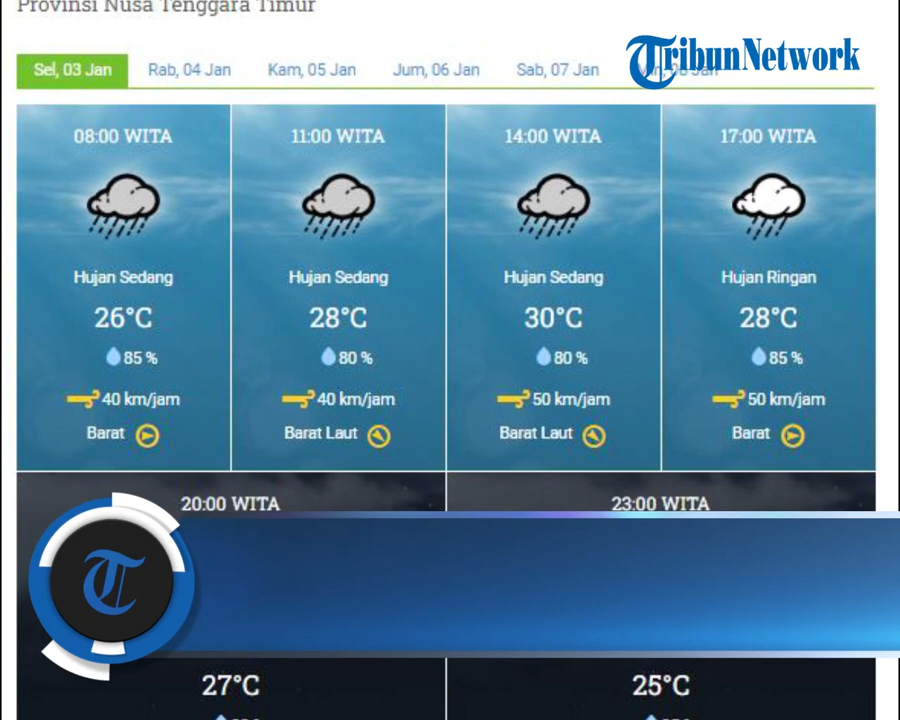 Provinsi Nusa Tenggara Timur
TribunNetwork
Sel, 03 Jan
Rab, 04 Jan
Kam, 05 Jan
Jum, 06 Jan
Sab, 07 Jan
08:00 WITA
Hujan Sedang
26°C
85 %
40 km/jam
Barat
11:00 WITA
Hujan Sedang
28°C
80 %
40 km/jam
Barat Laut
14:00 WITA
Hujan Sedang
30°C
80 %
50 km/jam
Barat Laut
17:00 WITA
Hujan Ringan
28°C
85 %
50 km/jam
Barat
20:00 WITA
27°C
23:00 WITA
25°C
T